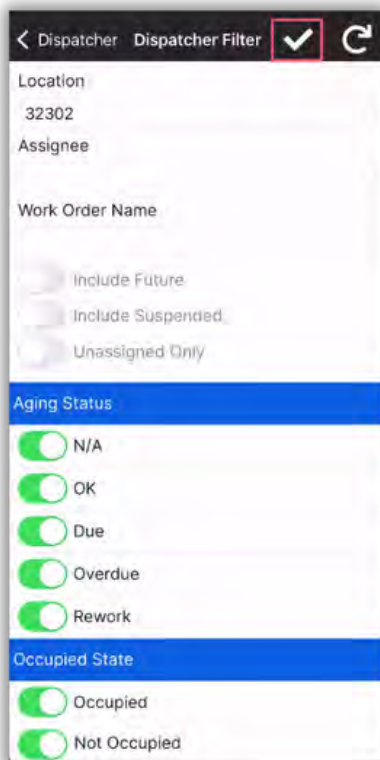 Dispatcher Dispatcher Filter
Location
32302
Assignee
Work Order Name
Include Future
Include Suspended
Unassigned Only
Aging Status
N/A
OK
Due
Overdue
Rework
Occupied State
Occupied
Not Occupied